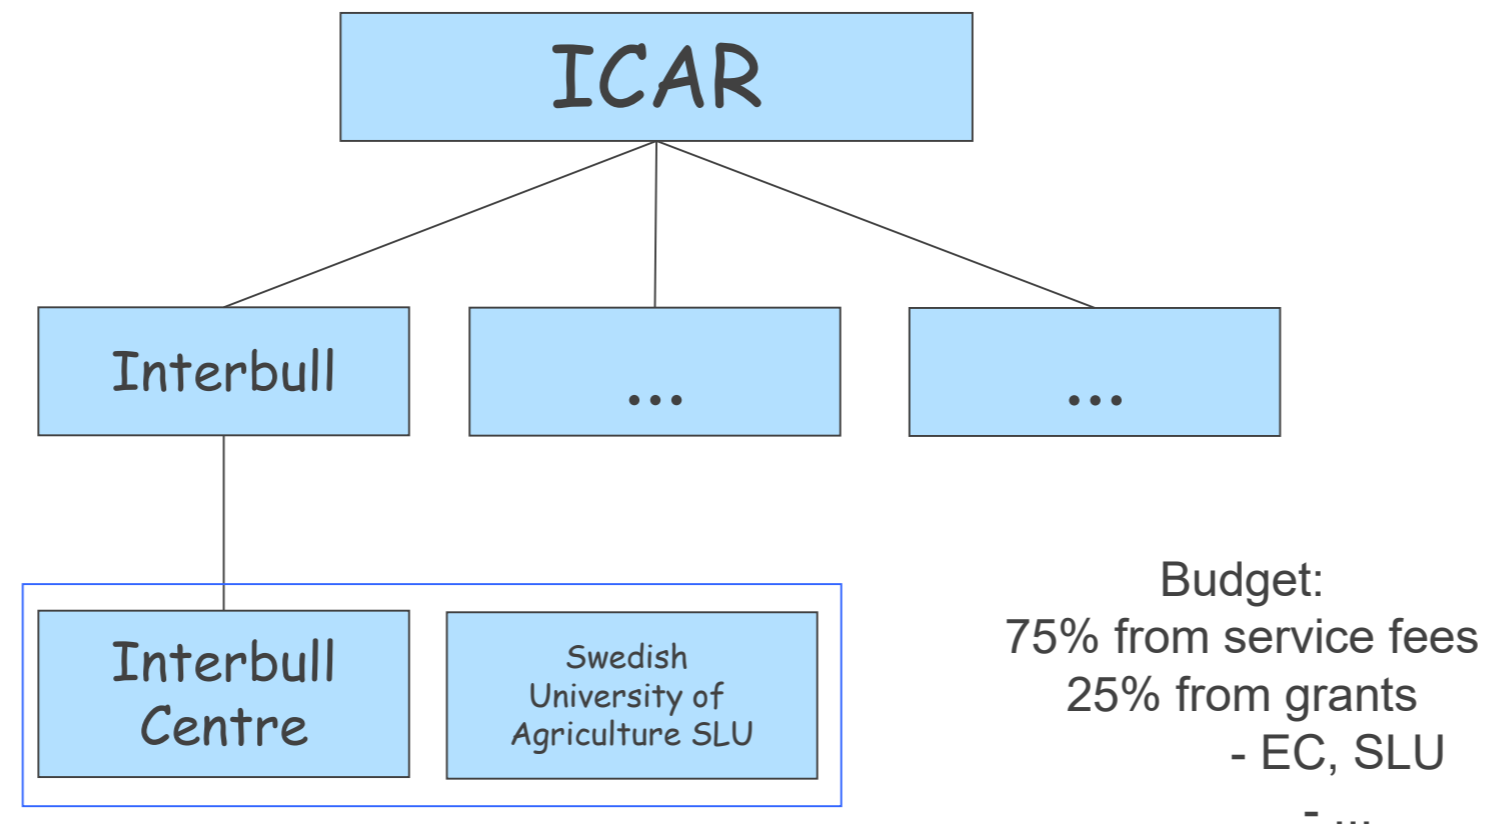 ICAR
Interbull
...
...
Interbull
Centre
Swedish
University of
Agriculture SLU
Budget:
75% from service fees
25% from grants
- EC, SLU
- ...